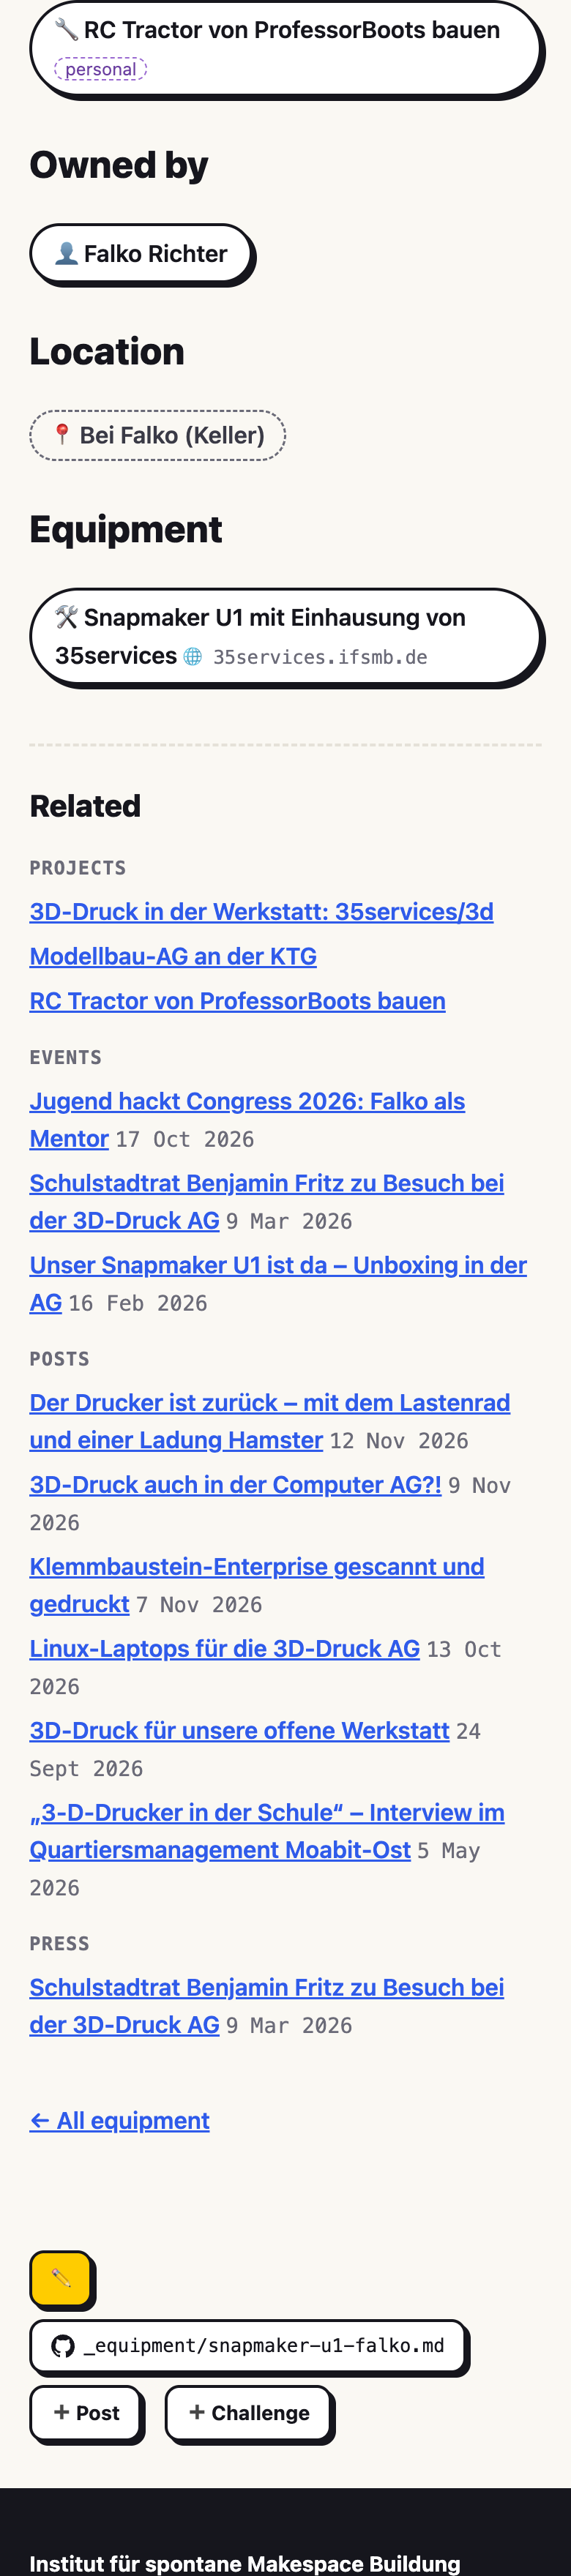 🔧 RC Tractor von ProfessorBoots bauen
personal
Owned by
👤 Falko Richter
Location
📍 Bei Falko (Keller)
Equipment
🛠️ Snapmaker U1 mit Einhausung von
35services 🌐 35services.ifsmb.de
Related
PROJECTS
3D-Druck in der Werkstatt: 35services/3d
Modellbau-AG an der KTG
RC Tractor von ProfessorBoots bauen
EVENTS
Jugend hackt Congress 2026: Falko als
Mentor 17 Oct 2026
Schulstadtrat Benjamin Fritz zu Besuch bei
der 3D-Druck AG 9 Mar 2026
Unser Snapmaker U1 ist da – Unboxing in der
AG 16 Feb 2026
POSTS
Der Drucker ist zurück – mit dem Lastenrad
und einer Ladung Hamster 12 Nov 2026
3D-Druck auch in der Computer AG?! 9 Nov
2026
Klemmbaustein-Enterprise gescannt und
gedruckt 7 Nov 2026
Linux-Laptops für die 3D-Druck AG 13 Oct
2026
3D-Druck für unsere offene Werkstatt 24
Sept 2026
„3-D-Drucker in der Schule“ – Interview im
Quartiersmanagement Moabit-Ost 5 May
2026
PRESS
Schulstadtrat Benjamin Fritz zu Besuch bei
der 3D-Druck AG 9 Mar 2026
← All equipment
✏️
_equipment/snapmaker-u1-falko.md
+ Post + Challenge
Institut für spontane Makespace Buildung